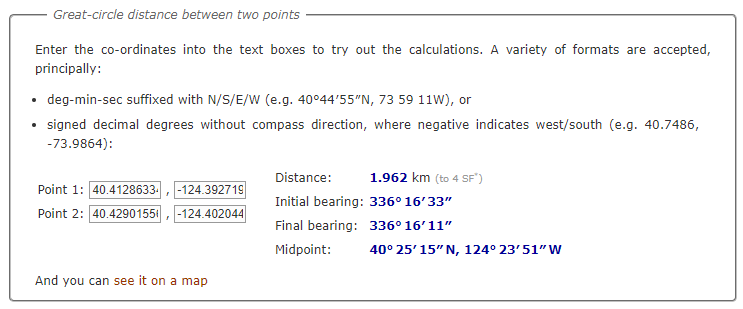 Great-circle distance between two points
Enter the co-ordinates into the text boxes to try out the calculations. A variety of formats are accepted,
principally:
• deg-min-sec suffixed with N/S/E/W (e.g. 40°44′55″N, 73 59 11W), or
• signed decimal degrees without compass direction, where negative indicates west/south (e.g. 40.7486,
-73.9864):
Point 1: 40.41286334 , -124.392719
Point 2: 40.42901556 , -124.402044
Distance: 1.962 km (to 4 SF*)
Initial bearing: 336° 16′ 33″
Final bearing: 336° 16′ 11″
Midpoint: 40° 25′ 15″ N, 124° 23′ 51″ W
And you can see it on a map